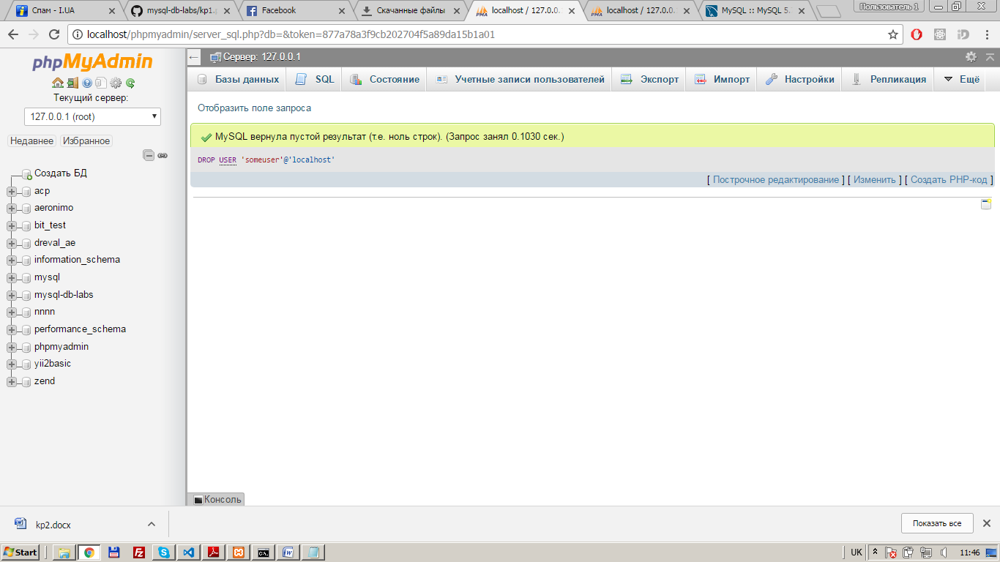 Спам - I.UA
mysql-db-labs/kp1.
Facebook
Скачанные файлы
localhost / 127.0.0.
localhost / 127.0.0.
MySQL :: MySQL 5.
Пользователь 1
localhost/phpmyadmin/server_sql.php?db=&token=877a78a3f9cb202704f5a89da15b1a01
phpMyAdmin
Текущий сервер:
127.0.0.1 (root)
Недавнее Избранное
Создать БД
acp
aeronimo
bit_test
dreval_ae
information_schema
mysql
mysql-db-labs
nnnn
performance_schema
phpmyadmin
yii2basic
zend
Сервер: 127.0.0.1
Базы данных SQL Состояние Учетные записи пользователей Экспорт Импорт Настройки Репликация Ещё
Отобразить поле запроса
MySQL вернула пустой результат (т.е. ноль строк). (Запрос занял 0.1030 сек.)
DROP USER 'someuser'@'localhost'
[ Построчное редактирование ] [ Изменить ] [ Создать PHP-код ]
Консоль
kp2.docx
Показать все
Start
UK
11:46